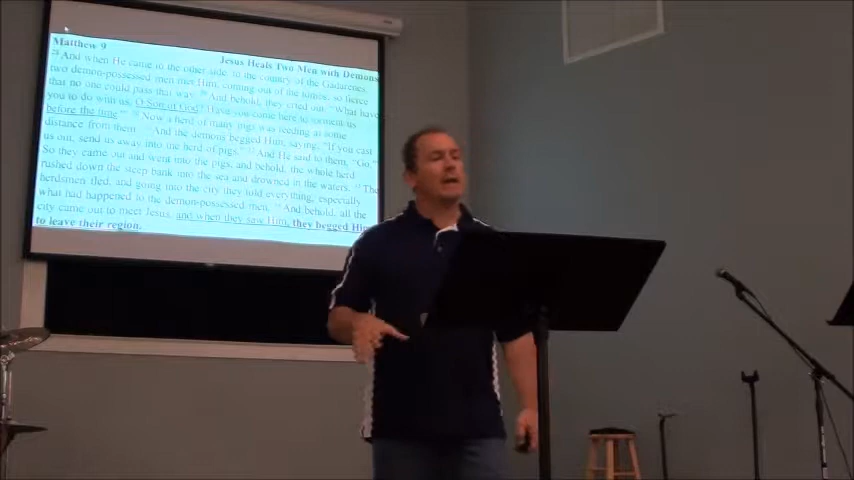 Matthew 9
Jesus Heals Two Men with Demons
28 And when He came to the other side, to the country of the Gadarenes,
two demon-possessed men met Him, coming out of the tombs, so fierce
that no one could pass that way. 29 And behold, they cried out, "What have
you to do with us, O Son of God? Have you come here to torment us
before the time?" 30 Now a herd of many pigs was feeding at some
distance from them. 31 And the demons begged Him, saying, "If you cast
us out, send us away into the herd of pigs." 32 And He said to them, "Go."
So they came out and went into the pigs, and behold, the whole herd
rushed down the steep bank into the sea and drowned in the waters. 33 The
herdsmen fled, and going into the city they told everything, especially
what had happened to the demon-possessed men. 34 And behold, all the
city came out to meet Jesus, and when they saw Him, they begged Him
to leave their region.